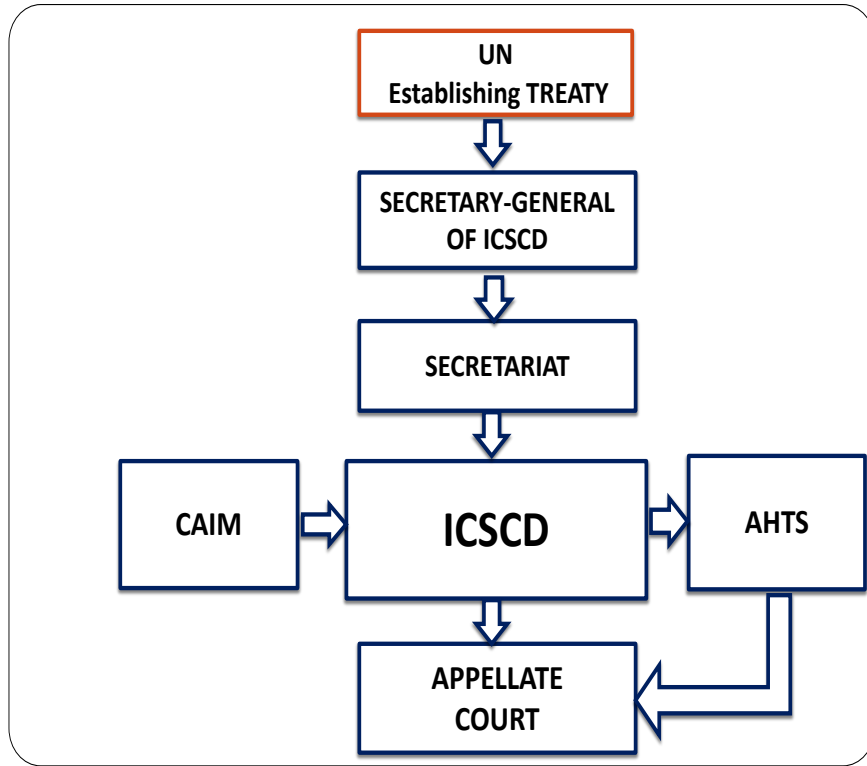 UN
Establishing TREATY
SECRETARY-GENERAL
OF ICSCD
SECRETARIAT
CAIM
ICSCD
AHTS
APPELLATE
COURT